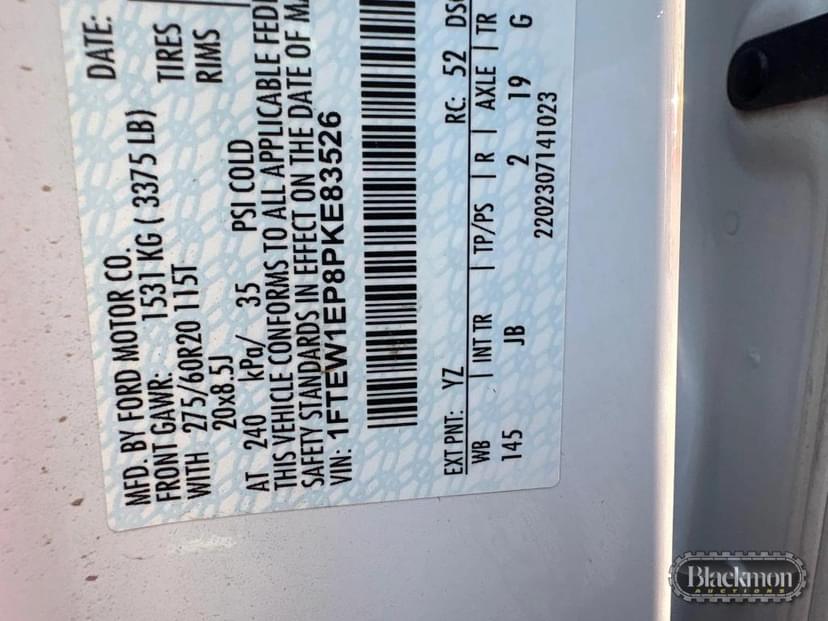 MFD. BY FORD MOTOR CO. DATE:
FRONT GAWR: 1531 KG ( 3375 LB)
WITH 275/60R20 115T TIRES
20x8.5J RIMS
AT 240 kPa/ 35 PSI COLD
THIS VEHICLE CONFORMS TO ALL APPLICABLE
SAFETY STANDARDS IN EFFECT ON THE DATE OF
VIN: 1FTEW1EP8PKE83526
EXT PNT: YZ RC: 52
WB | INT TR | TP/PS | R | AXLE | TR
145 JB 2 19 G
2202307141023
Blackmon
AUCTIONS